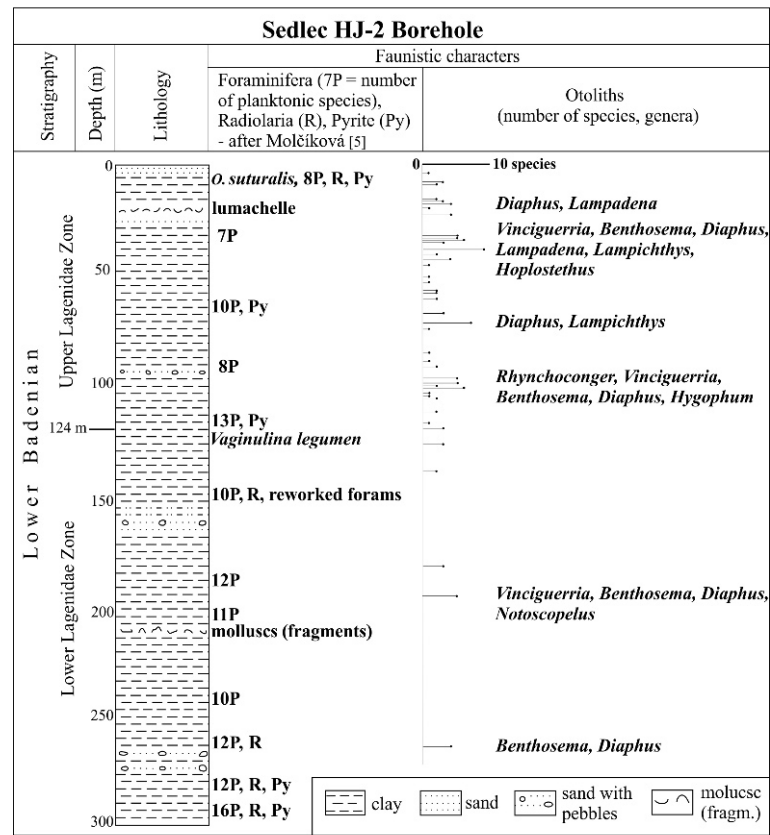 Sedlec HJ-2 Borehole
Stratigraphy
Depth (m)
Lithology
Faunistic characters
Foraminifera (7P = number
of planktonic species),
Radiolaria (R), Pyrite (Py)
- after Molčíková [5]
Otoliths
(number of species, genera)
Lower Badenian
Upper Lagenidae Zone
Lower Lagenidae Zone
0
50
100
124 m
150
200
250
300
O. suturalis, 8P, R, Py
lumachelle
7P
10P, Py
8P
13P, Py
Vaginulina legumen
10P, R, reworked forams
12P
11P
molluscs (fragments)
10P
12P, R
12P, R, Py
16P, R, Py
0 10 species
Diaphus, Lampadena
Vinciguerria, Benthosema, Diaphus,
Lampadena, Lampichthys,
Hoplostethus
Diaphus, Lampichthys
Rhynchoconger, Vinciguerria,
Benthosema, Diaphus, Hygophum
Vinciguerria, Benthosema, Diaphus,
Notoscopelus
Benthosema, Diaphus
clay
sand
sand with
pebbles
molucsc
(fragm.)